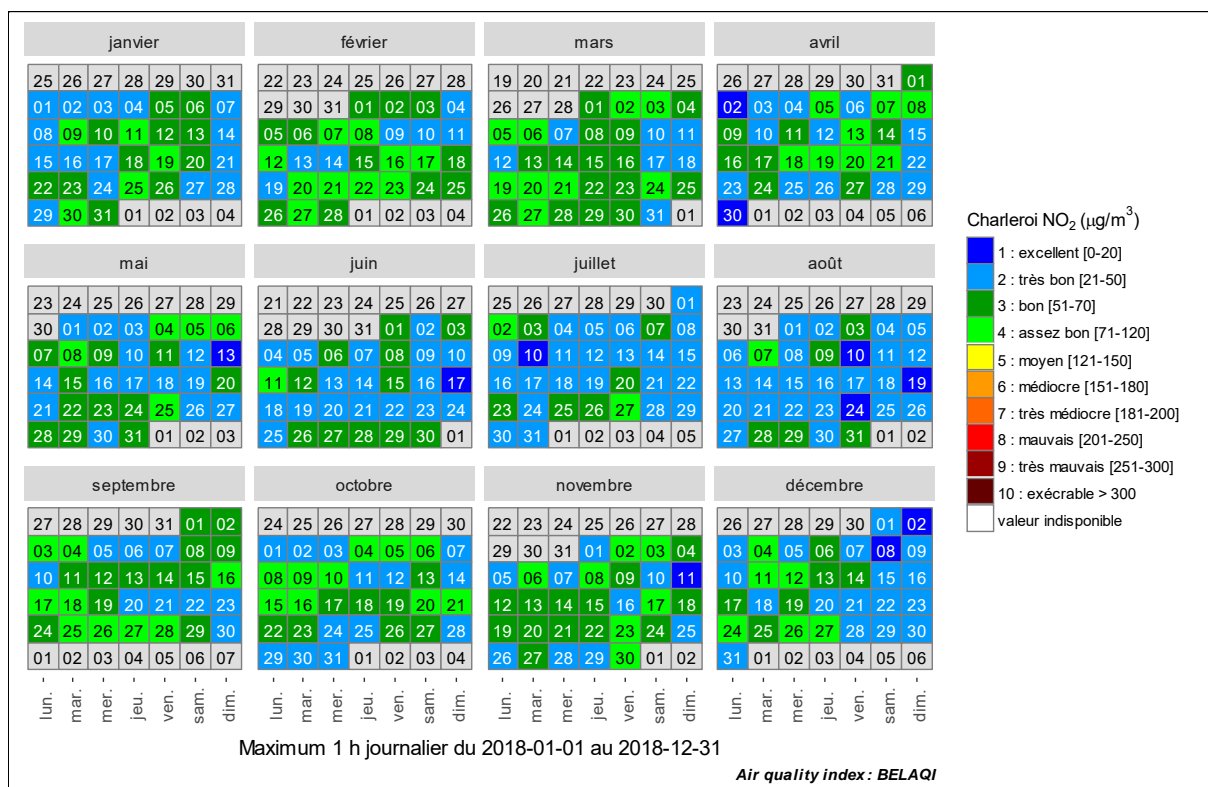 janvier février mars avril
25 26 27 28 29 30 31 22 23 24 25 26 27 28 19 20 21 22 23 24 25 26 27 28 29 30 31 01
01 02 03 04 05 06 07 29 30 31 01 02 03 04 26 27 28 01 02 03 04 02 03 04 05 06 07 08
08 09 10 11 12 13 14 05 06 07 08 09 10 11 05 06 07 08 09 10 11 09 10 11 12 13 14 15
15 16 17 18 19 20 21 12 13 14 15 16 17 18 12 13 14 15 16 17 18 16 17 18 19 20 21 22
22 23 24 25 26 27 28 19 20 21 22 23 24 25 19 20 21 22 23 24 25 23 24 25 26 27 28 29
29 30 31 01 02 03 04 26 27 28 01 02 03 04 26 27 28 29 30 31 01 30 01 02 03 04 05 06
mai juin juillet août
23 24 25 26 27 28 29 21 22 23 24 25 26 27 25 26 27 28 29 30 01 23 24 25 26 27 28 29
30 01 02 03 04 05 06 28 29 30 31 01 02 03 02 03 04 05 06 07 08 30 31 01 02 03 04 05
07 08 09 10 11 12 13 04 05 06 07 08 09 10 09 10 11 12 13 14 15 06 07 08 09 10 11 12
14 15 16 17 18 19 20 11 12 13 14 15 16 17 16 17 18 19 20 21 22 13 14 15 16 17 18 19
21 22 23 24 25 26 27 18 19 20 21 22 23 24 23 24 25 26 27 28 29 20 21 22 23 24 25 26
28 29 30 31 01 02 03 25 26 27 28 29 30 01 30 31 01 02 03 04 05 27 28 29 30 31 01 02
septembre octobre novembre décembre
27 28 29 30 31 01 02 24 25 26 27 28 29 30 22 23 24 25 26 27 28 26 27 28 29 30 01 02
03 04 05 06 07 08 09 01 02 03 04 05 06 07 29 30 31 01 02 03 04 03 04 05 06 07 08 09
10 11 12 13 14 15 16 08 09 10 11 12 13 14 05 06 07 08 09 10 11 10 11 12 13 14 15 16
17 18 19 20 21 22 23 15 16 17 18 19 20 21 12 13 14 15 16 17 18 17 18 19 20 21 22 23
24 25 26 27 28 29 30 22 23 24 25 26 27 28 19 20 21 22 23 24 25 24 25 26 27 28 29 30
01 02 03 04 05 06 07 29 30 31 01 02 03 04 26 27 28 29 30 01 02 31 01 02 03 04 05 06
lun. mar. mer. jeu. ven. sam. dim. lun. mar. mer. jeu. ven. sam. dim. lun. mar. mer. jeu. ven. sam. dim. lun. mar. mer. jeu. ven. sam. dim.
Maximum 1 h journalier du 2018-01-01 au 2018-12-31
Air quality index : BELAQI
Charleroi NO₂ (µg/m³)
1 : excellent [0-20]
2 : très bon [21-50]
3 : bon [51-70]
4 : assez bon [71-120]
5 : moyen [121-150]
6 : médiocre [151-180]
7 : très médiocre [181-200]
8 : mauvais [201-250]
9 : très mauvais [251-300]
10 : exécrable > 300
valeur indisponible